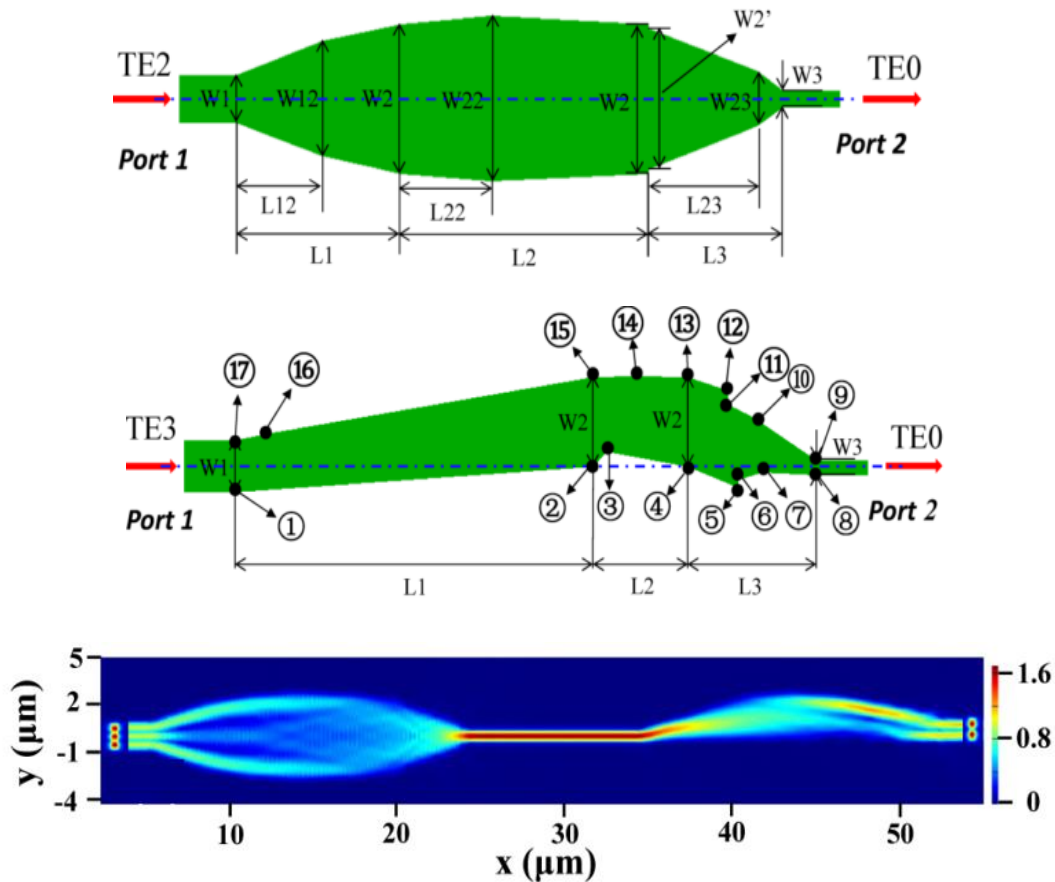 W2'
TE2
W1
W12
W2
W22
W2
W23
W3
TE0
Port 1
Port 2
L12
L22
L23
L1
L2
L3
⑮
⑭
⑬
⑫
⑰
⑯
⑪
⑩
⑨
TE3
W1
W2
W2
W3
TE0
Port 1
①
②
③
④
⑤
⑥
⑦
⑧
Port 2
L1
L2
L3
5
2
-1
-4
y (μm)
1.6
0.8
0
10
20
30
40
50
x (μm)